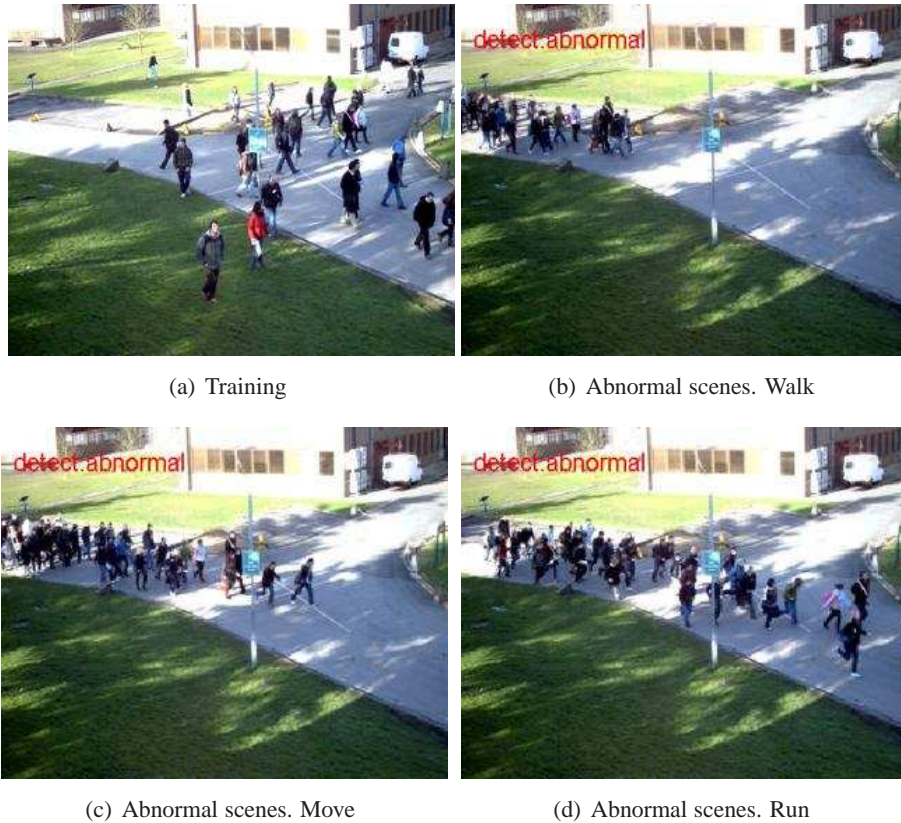 detect.abnormal
(a) Training
(b) Abnormal scenes. Walk
detect.abnormal
detect.abnormal
(c) Abnormal scenes. Move
(d) Abnormal scenes. Run